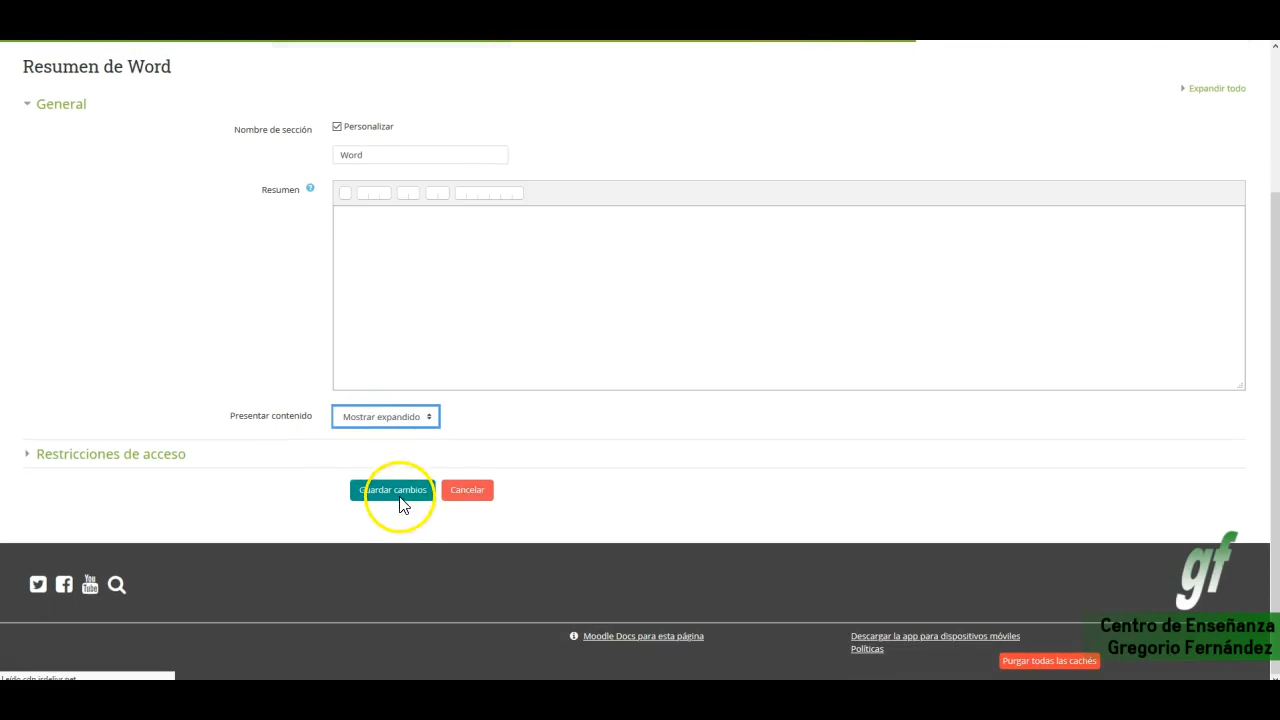 Resumen de Word
Expandir todo
General
Nombre de sección
Personalizar
Word
Resumen
Presentar contenido
Mostrar expandido
Restricciones de acceso
Guardar cambios
Cancelar
gf
You
Tube
Moodle Docs para esta página
Descargar la app para dispositivos móviles
Políticas
Centro de Enseñanza
Gregorio Fernández
Purgar todas las cachés